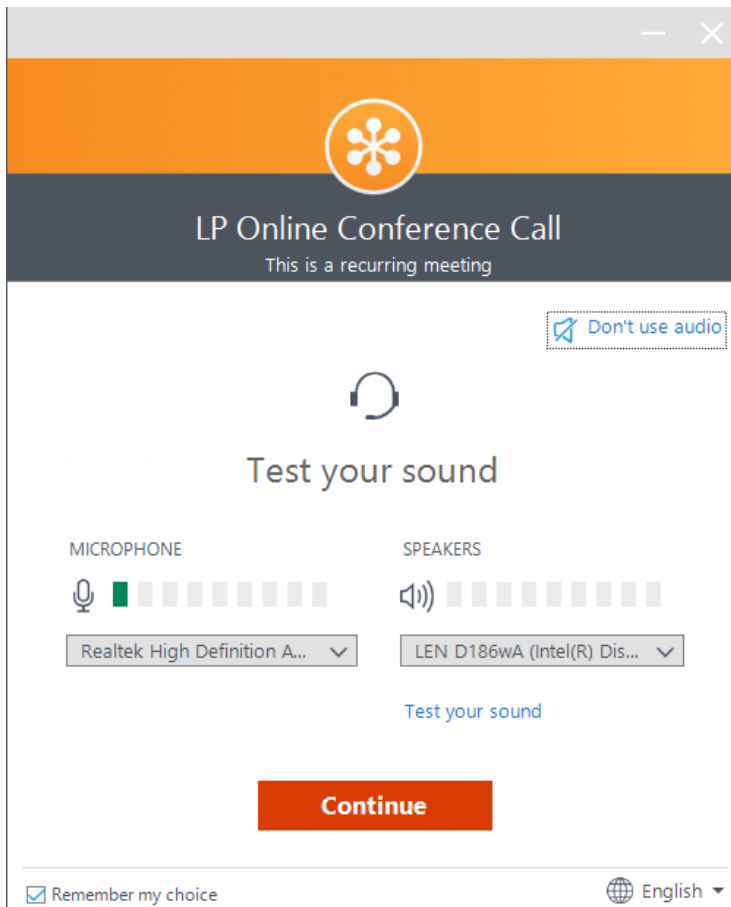 LP Online Conference Call
This is a recurring meeting
Don't use audio
Test your sound
MICROPHONE
SPEAKERS
Realtek High Definition A...
LEN D186wA (Intel(R) Dis...
Test your sound
Continue
Remember my choice
English